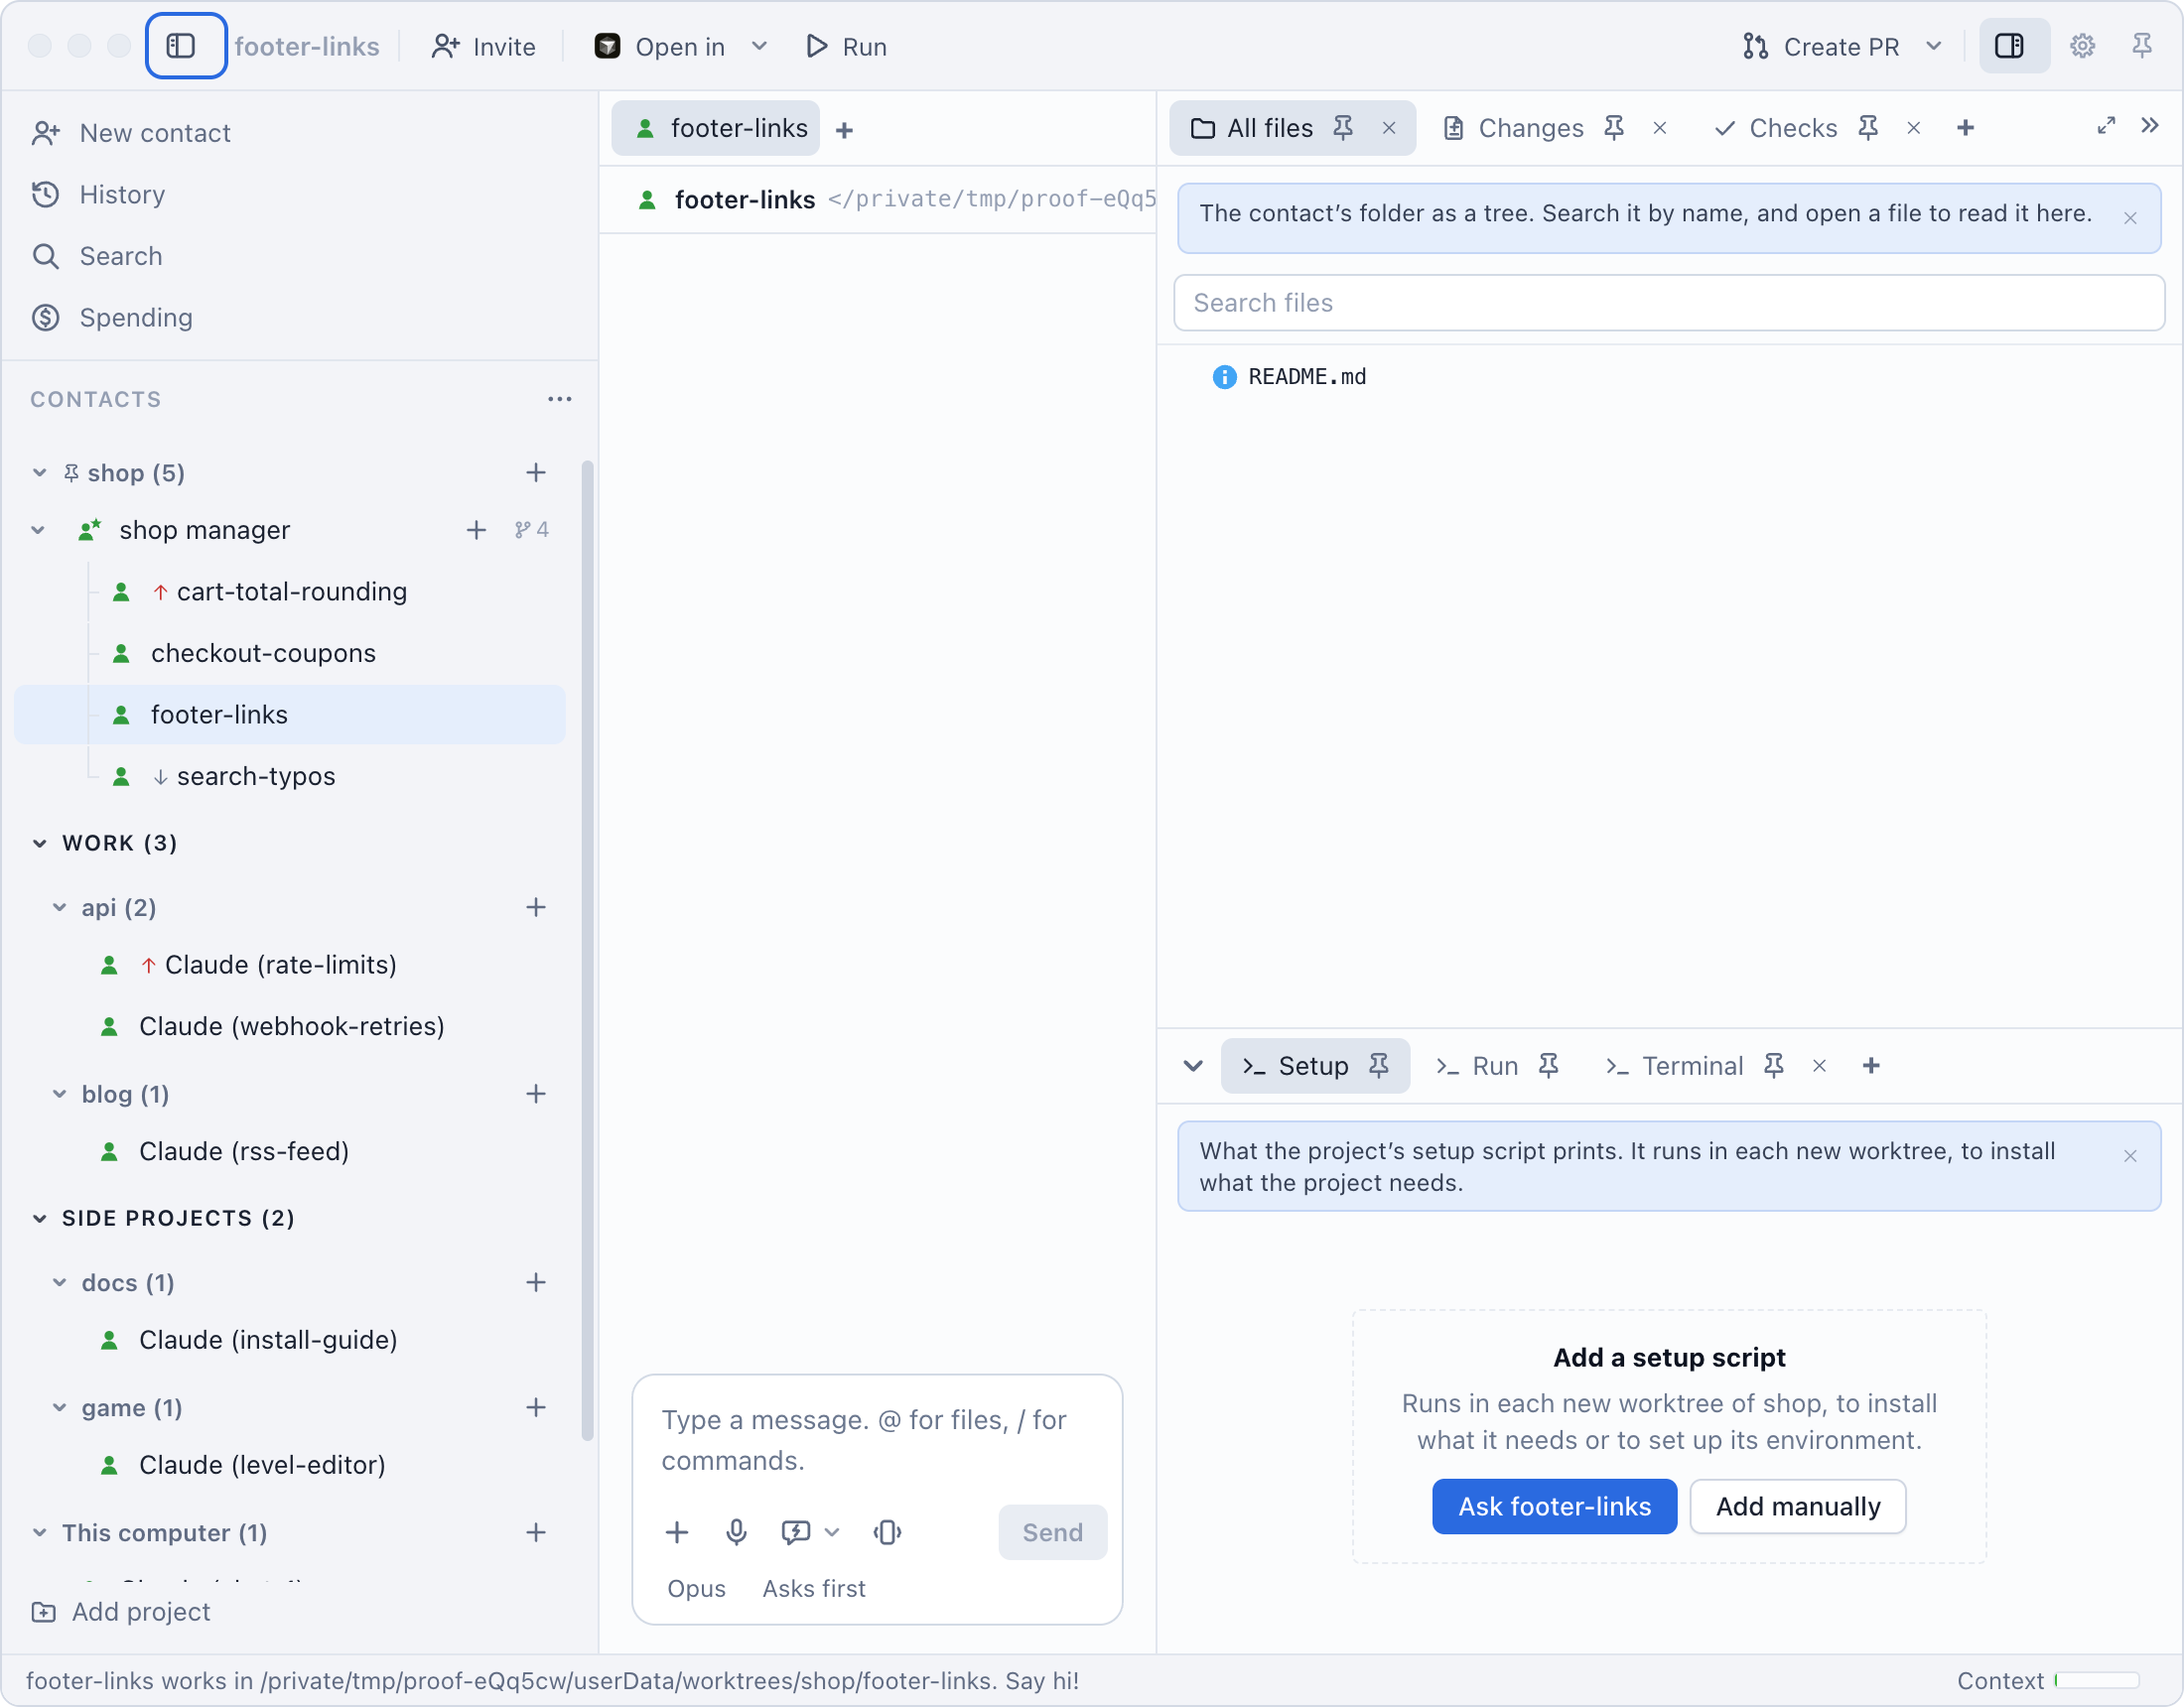 footer-links
Invite
Open in
Run
Create PR
New contact
History
Search
Spending
CONTACTS
shop (5)
shop manager
4
cart-total-rounding
checkout-coupons
footer-links
search-typos
WORK (3)
api (2)
Claude (rate-limits)
Claude (webhook-retries)
blog (1)
Claude (rss-feed)
SIDE PROJECTS (2)
docs (1)
Claude (install-guide)
game (1)
Claude (level-editor)
This computer (1)
Add project
footer-links
footer-links </private/tmp/proof-eQq5
Type a message. @ for files, / for
commands.
Send
Opus Asks first
All files
Changes
Checks
The contact’s folder as a tree. Search it by name, and open a file to read it here.
Search files
README.md
Setup
Run
Terminal
What the project’s setup script prints. It runs in each new worktree, to install
what the project needs.
Add a setup script
Runs in each new worktree of shop, to install
what it needs or to set up its environment.
Ask footer-links
Add manually
footer-links works in /private/tmp/proof-eQq5cw/userData/worktrees/shop/footer-links. Say hi!
Context